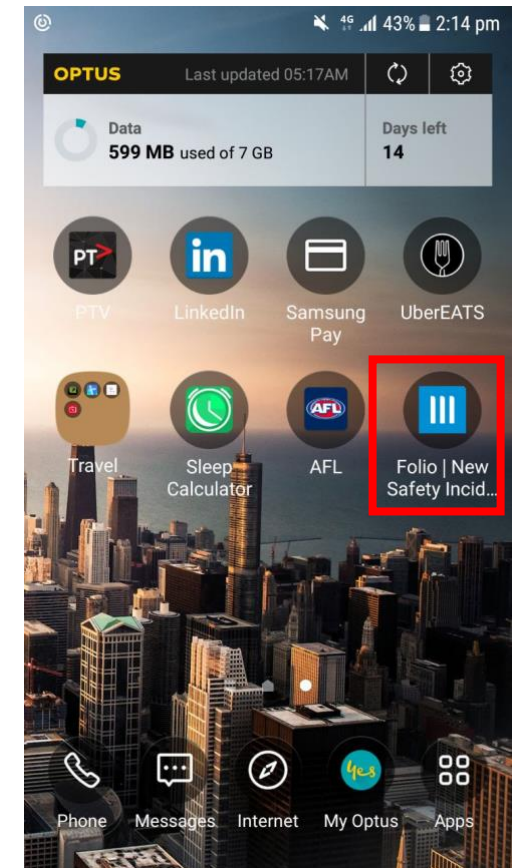 4G 43% 2:14 pm
OPTUS Last updated 05:17AM
Data Days left
599 MB used of 7 GB 14
PT
in
PTV LinkedIn Samsung Pay UberEATS
AFL
Travel Sleep Calculator AFL Folio | New Safety Incid...
yes
Phone Messages Internet My Optus Apps